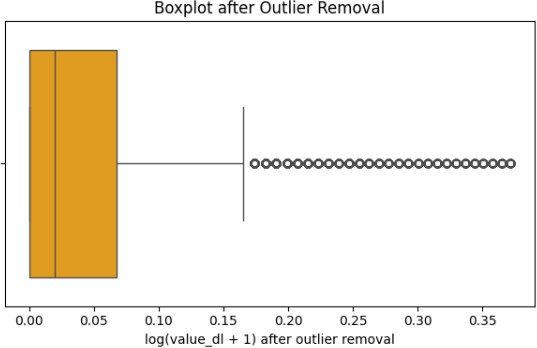 Boxplot after Outlier Removal
0.00 0.05 0.10 0.15 0.20 0.25 0.30 0.35
log(value_dl + 1) after outlier removal